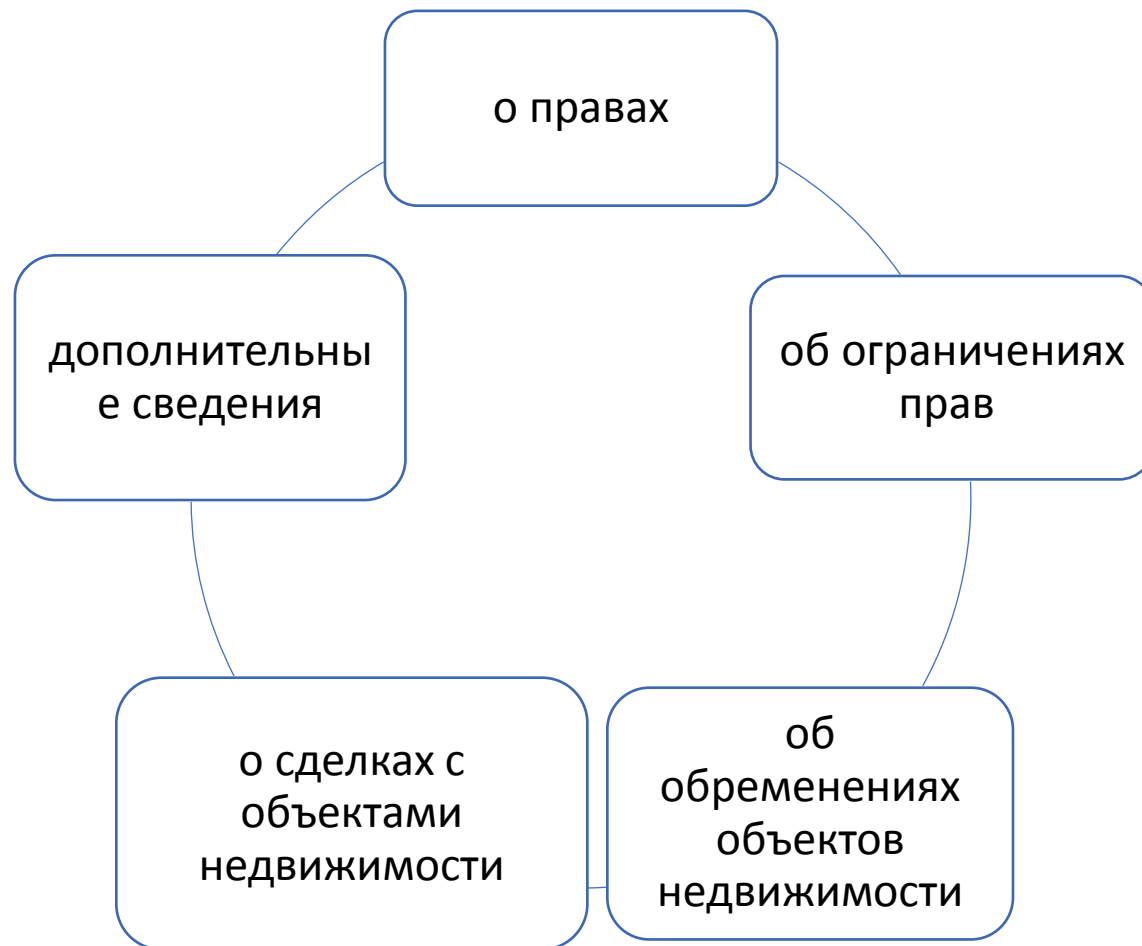 о правах
об ограничениях
прав
об
обременениях
объектов
недвижимости
о сделках с
объектами
недвижимости
дополнительны
е сведения